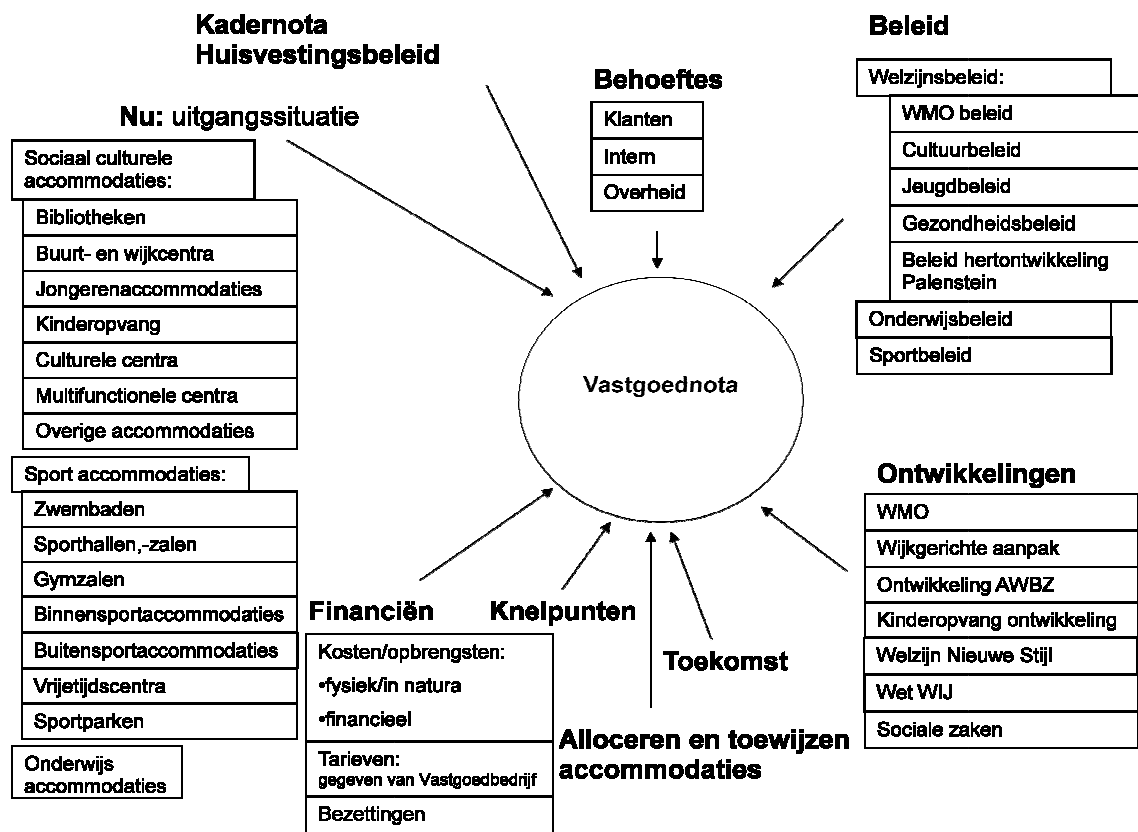 Kadernota
Huisvestingsbeleid
Nu: uitgangssituatie
Sociaal culturele
accommodaties:
Bibliotheken
Buurt- en wijkcentra
Jongerenaccommodaties
Kinderopvang
Culturele centra
Multifunctionele centra
Overige accommodaties
Sport accommodaties:
Zwembaden
Sporthallen,-zalen
Gymzalen
Binnensportaccommodaties
Buitensportaccommodaties
Vrijetijdscentra
Sportparken
Onderwijs
accommodaties
Behoeftes
Klanten
Intern
Overheid
Beleid
Welzijnsbeleid:
WMO beleid
Cultuurbeleid
Jeugdbeleid
Gezondheidsbeleid
Beleid hertontwikkeling
Palenstein
Onderwijsbeleid
Sportbeleid
Vastgoednota
Ontwikkelingen
WMO
Wijkgerichte aanpak
Ontwikkeling AWBZ
Kinderopvang ontwikkeling
Welzijn Nieuwe Stijl
Wet WIJ
Sociale zaken
Financiën
Kosten/opbrengsten:
•fysiek/in natura
•financieel
Tarieven:
gegeven van Vastgoedbedrijf
Bezettingen
Knelpunten
Toekomst
Alloceren en toewijzen
accommodaties